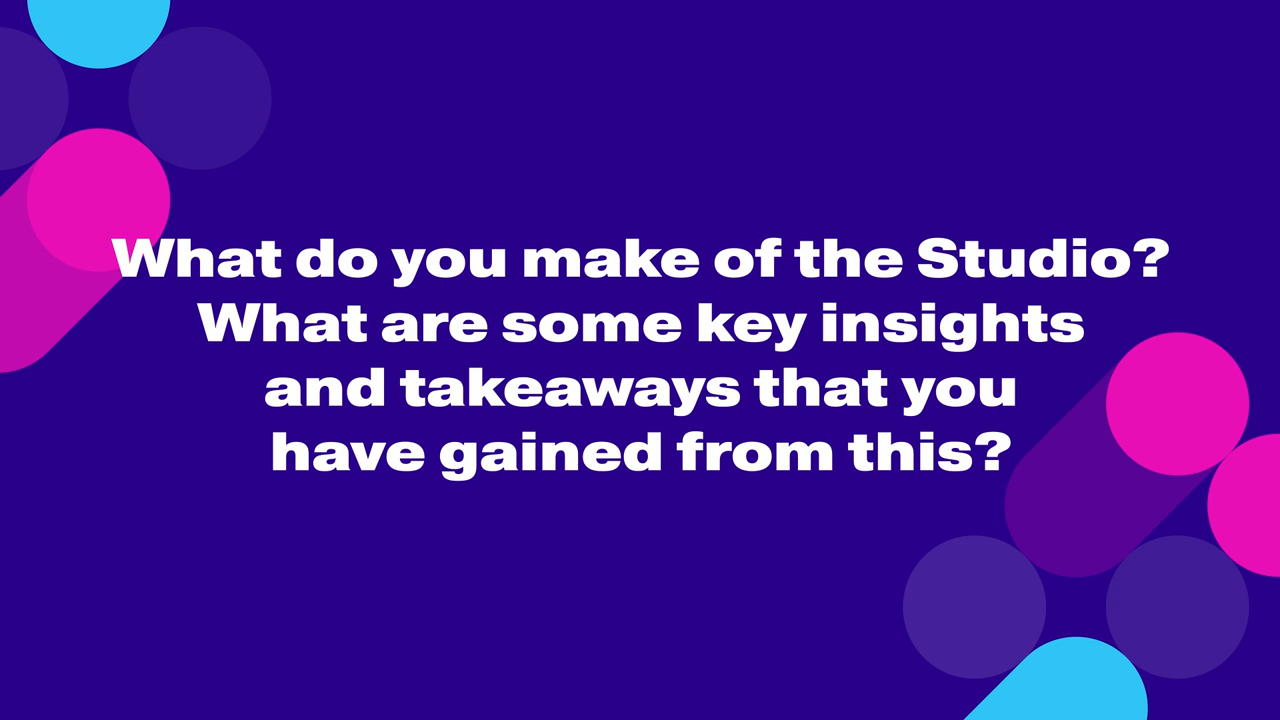 What do you make of the Studio?
What are some key insights
and takeaways that you
have gained from this?